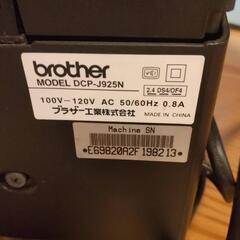 brother
MODEL DCP-J925N
100V-120V AC 50/60Hz 0.8A
ブラザー工業株式会社
MADE IN CHINA
VEI
2.4 DS4/OF4
Machine SN
*E69820A2F198213*